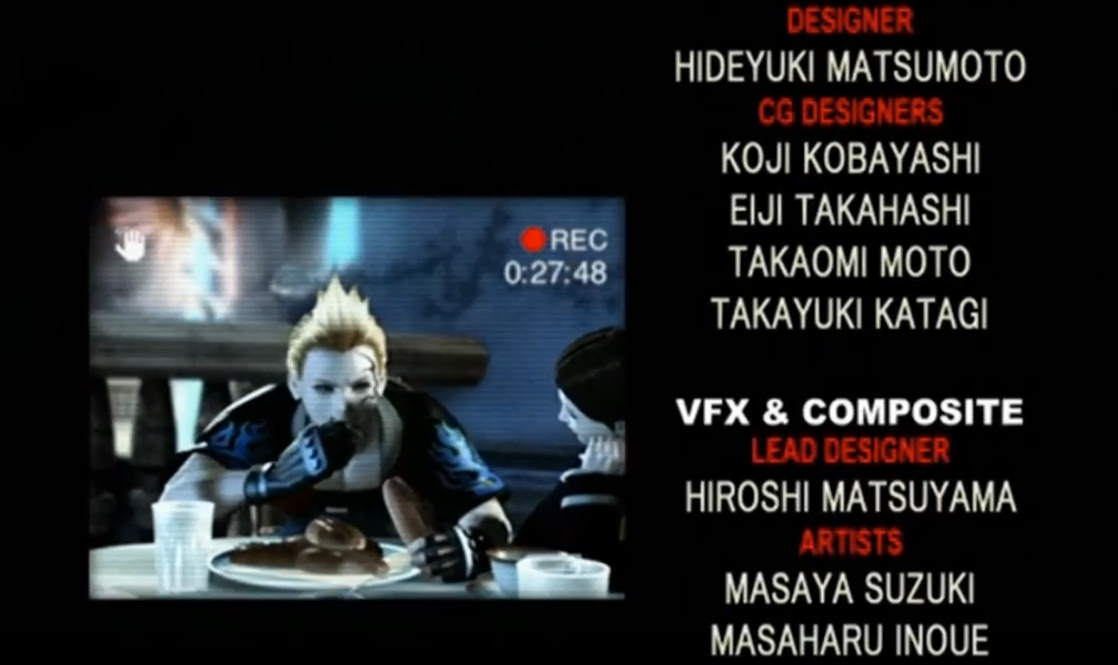 REC
0:27:48
DESIGNER
HIDEYUKI MATSUMOTO
CG DESIGNERS
KOJI KOBAYASHI
EIJI TAKAHASHI
TAKAOMI MOTO
TAKAYUKI KATAGI
VFX & COMPOSITE
LEAD DESIGNER
HIROSHI MATSUYAMA
ARTISTS
MASAYA SUZUKI
MASAHARU INOUE